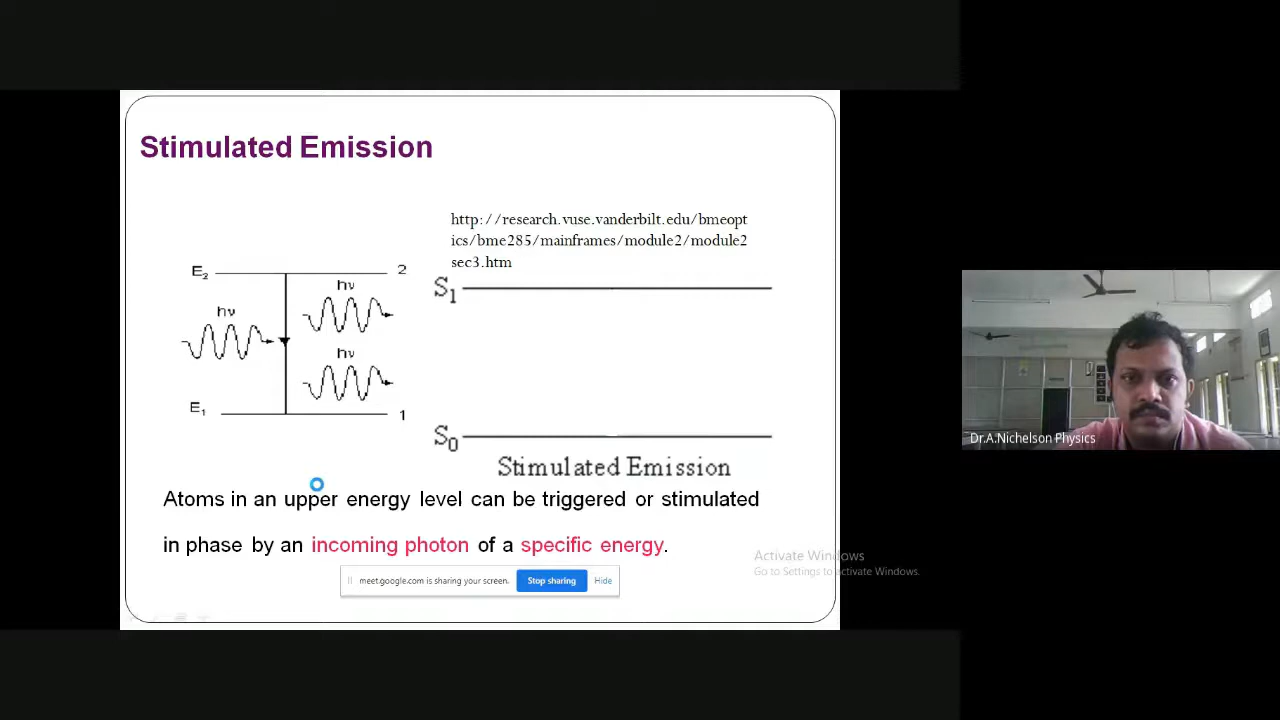 Stimulated Emission
http://research.vuse.vanderbilt.edu/bmeopt
ics/bme285/mainframes/module2/module2
sec3.htm
E2
2
hν
hν
hν
E1
1
S1
S0
Stimulated Emission
Atoms in an upper energy level can be triggered or stimulated
in phase by an incoming photon of a specific energy.
meet.google.com is sharing your screen.
Stop sharing
Hide
Activate Windows
Go to Settings to activate Windows.
Dr.A.Nichelson Physics